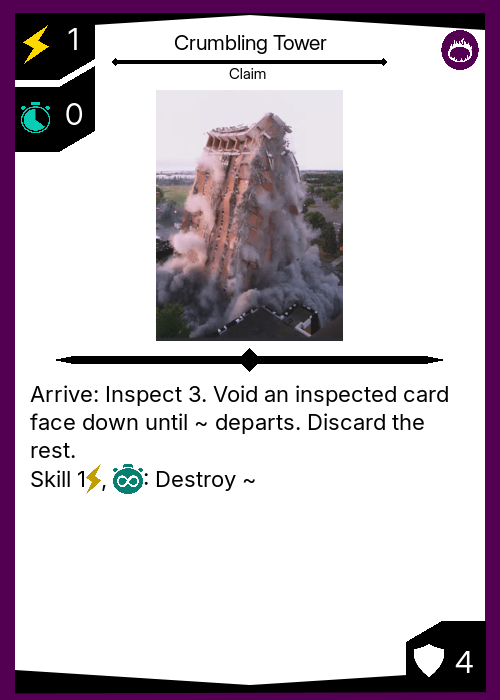 1
Crumbling Tower
Claim
0
Arrive: Inspect 3. Void an inspected card
face down until ~ departs. Discard the
rest.
Skill 1, ∞: Destroy ~
4